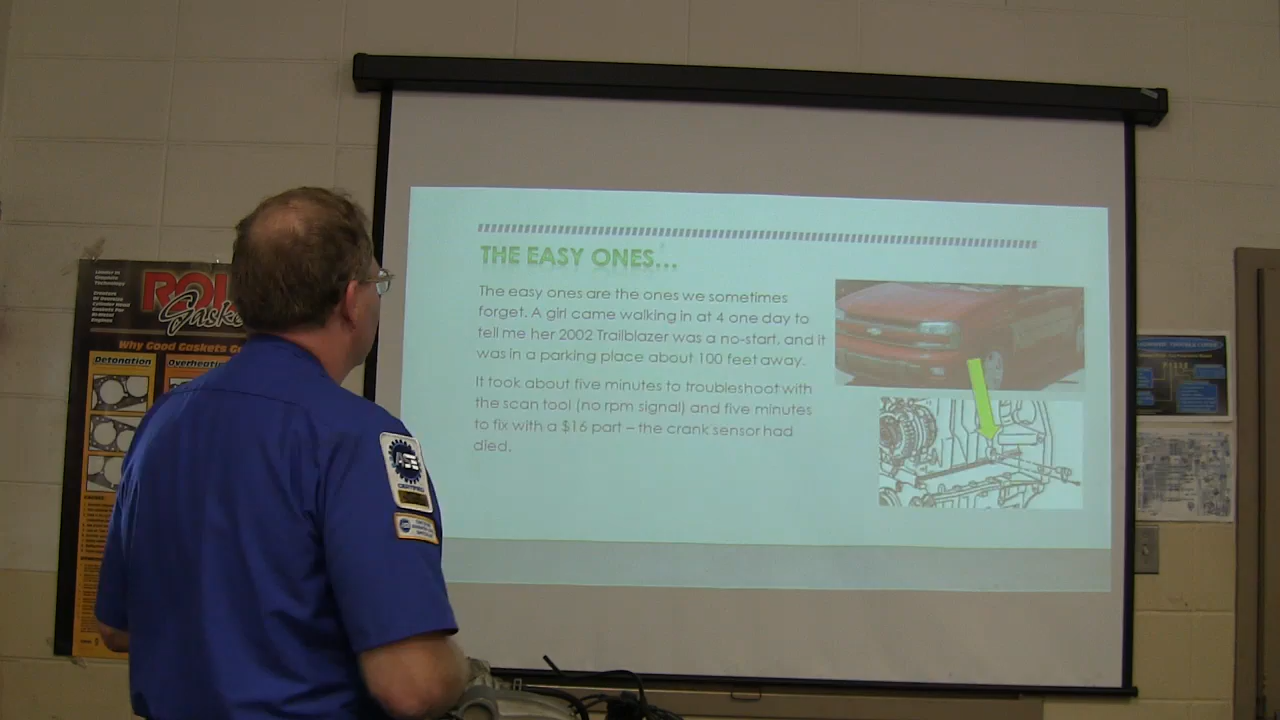 THE EASY ONES...
The easy ones are the ones we sometimes
forget. A girl came walking in at 4 one day to
tell me her 2002 Trailblazer was a no-start, and it
was in a parking place about 100 feet away.
It took about five minutes to troubleshoot with
the scan tool (no rpm signal) and five minutes
to fix with a $16 part – the crank sensor had
died.
Why Good Gaskets
Detonation
ASE
CERTIFIED